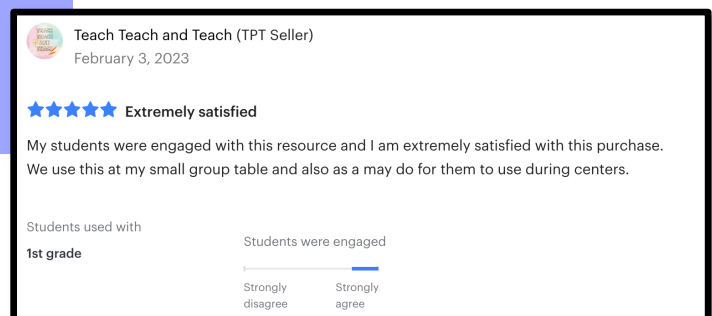 Teach Teach and Teach (TPT Seller)
February 3, 2023
Extremely satisfied
My students were engaged with this resource and I am extremely satisfied with this purchase.
We use this at my small group table and also as a may do for them to use during centers.
Students used with
1st grade
Students were engaged
Strongly disagree
Strongly agree